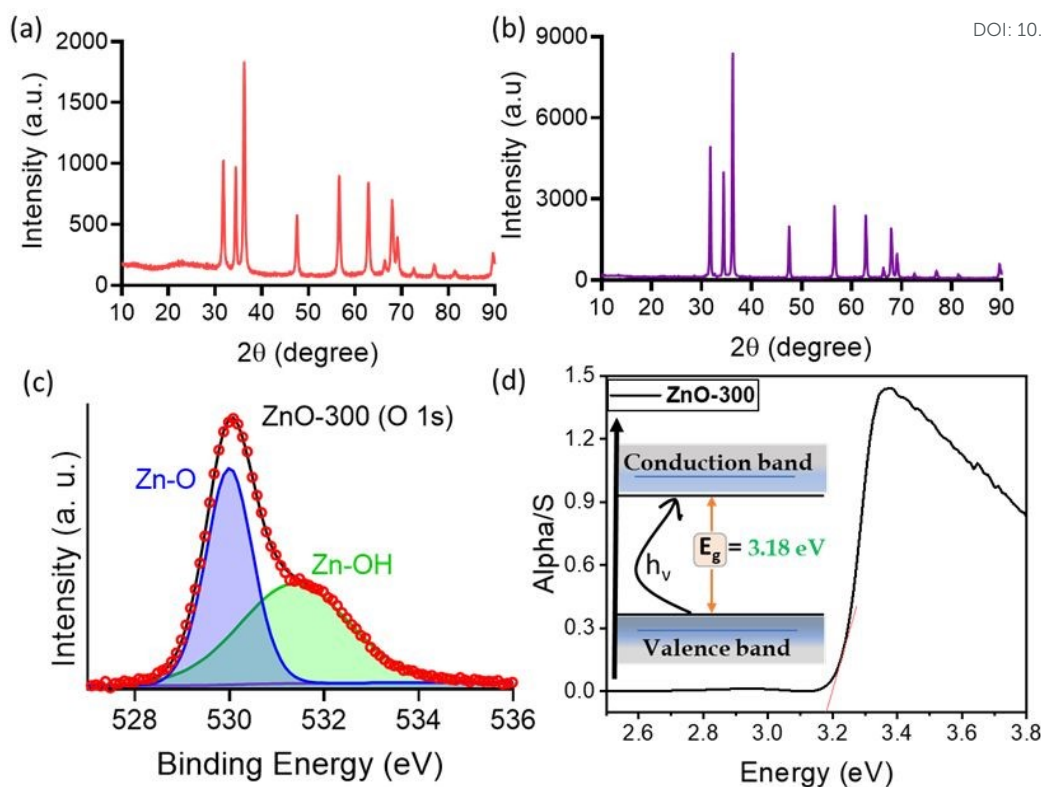 DOI: 10.
(a)
2000
1500
1000
500
0
Intensity (a.u.)
10 20 30 40 50 60 70 80 90
2θ (degree)
(b)
9000
6000
3000
0
Intensity (a.u)
10 20 30 40 50 60 70 80 90
2θ (degree)
(c)
ZnO-300 (O 1s)
Zn-O
Zn-OH
Intensity (a. u.)
528 530 532 534 536
Binding Energy (eV)
(d)
1.5
1.2
0.9
0.6
0.3
0.0
Alpha/S
ZnO-300
Conduction band
hν
Eg = 3.18 eV
Valence band
2.6 2.8 3.0 3.2 3.4 3.6 3.8
Energy (eV)